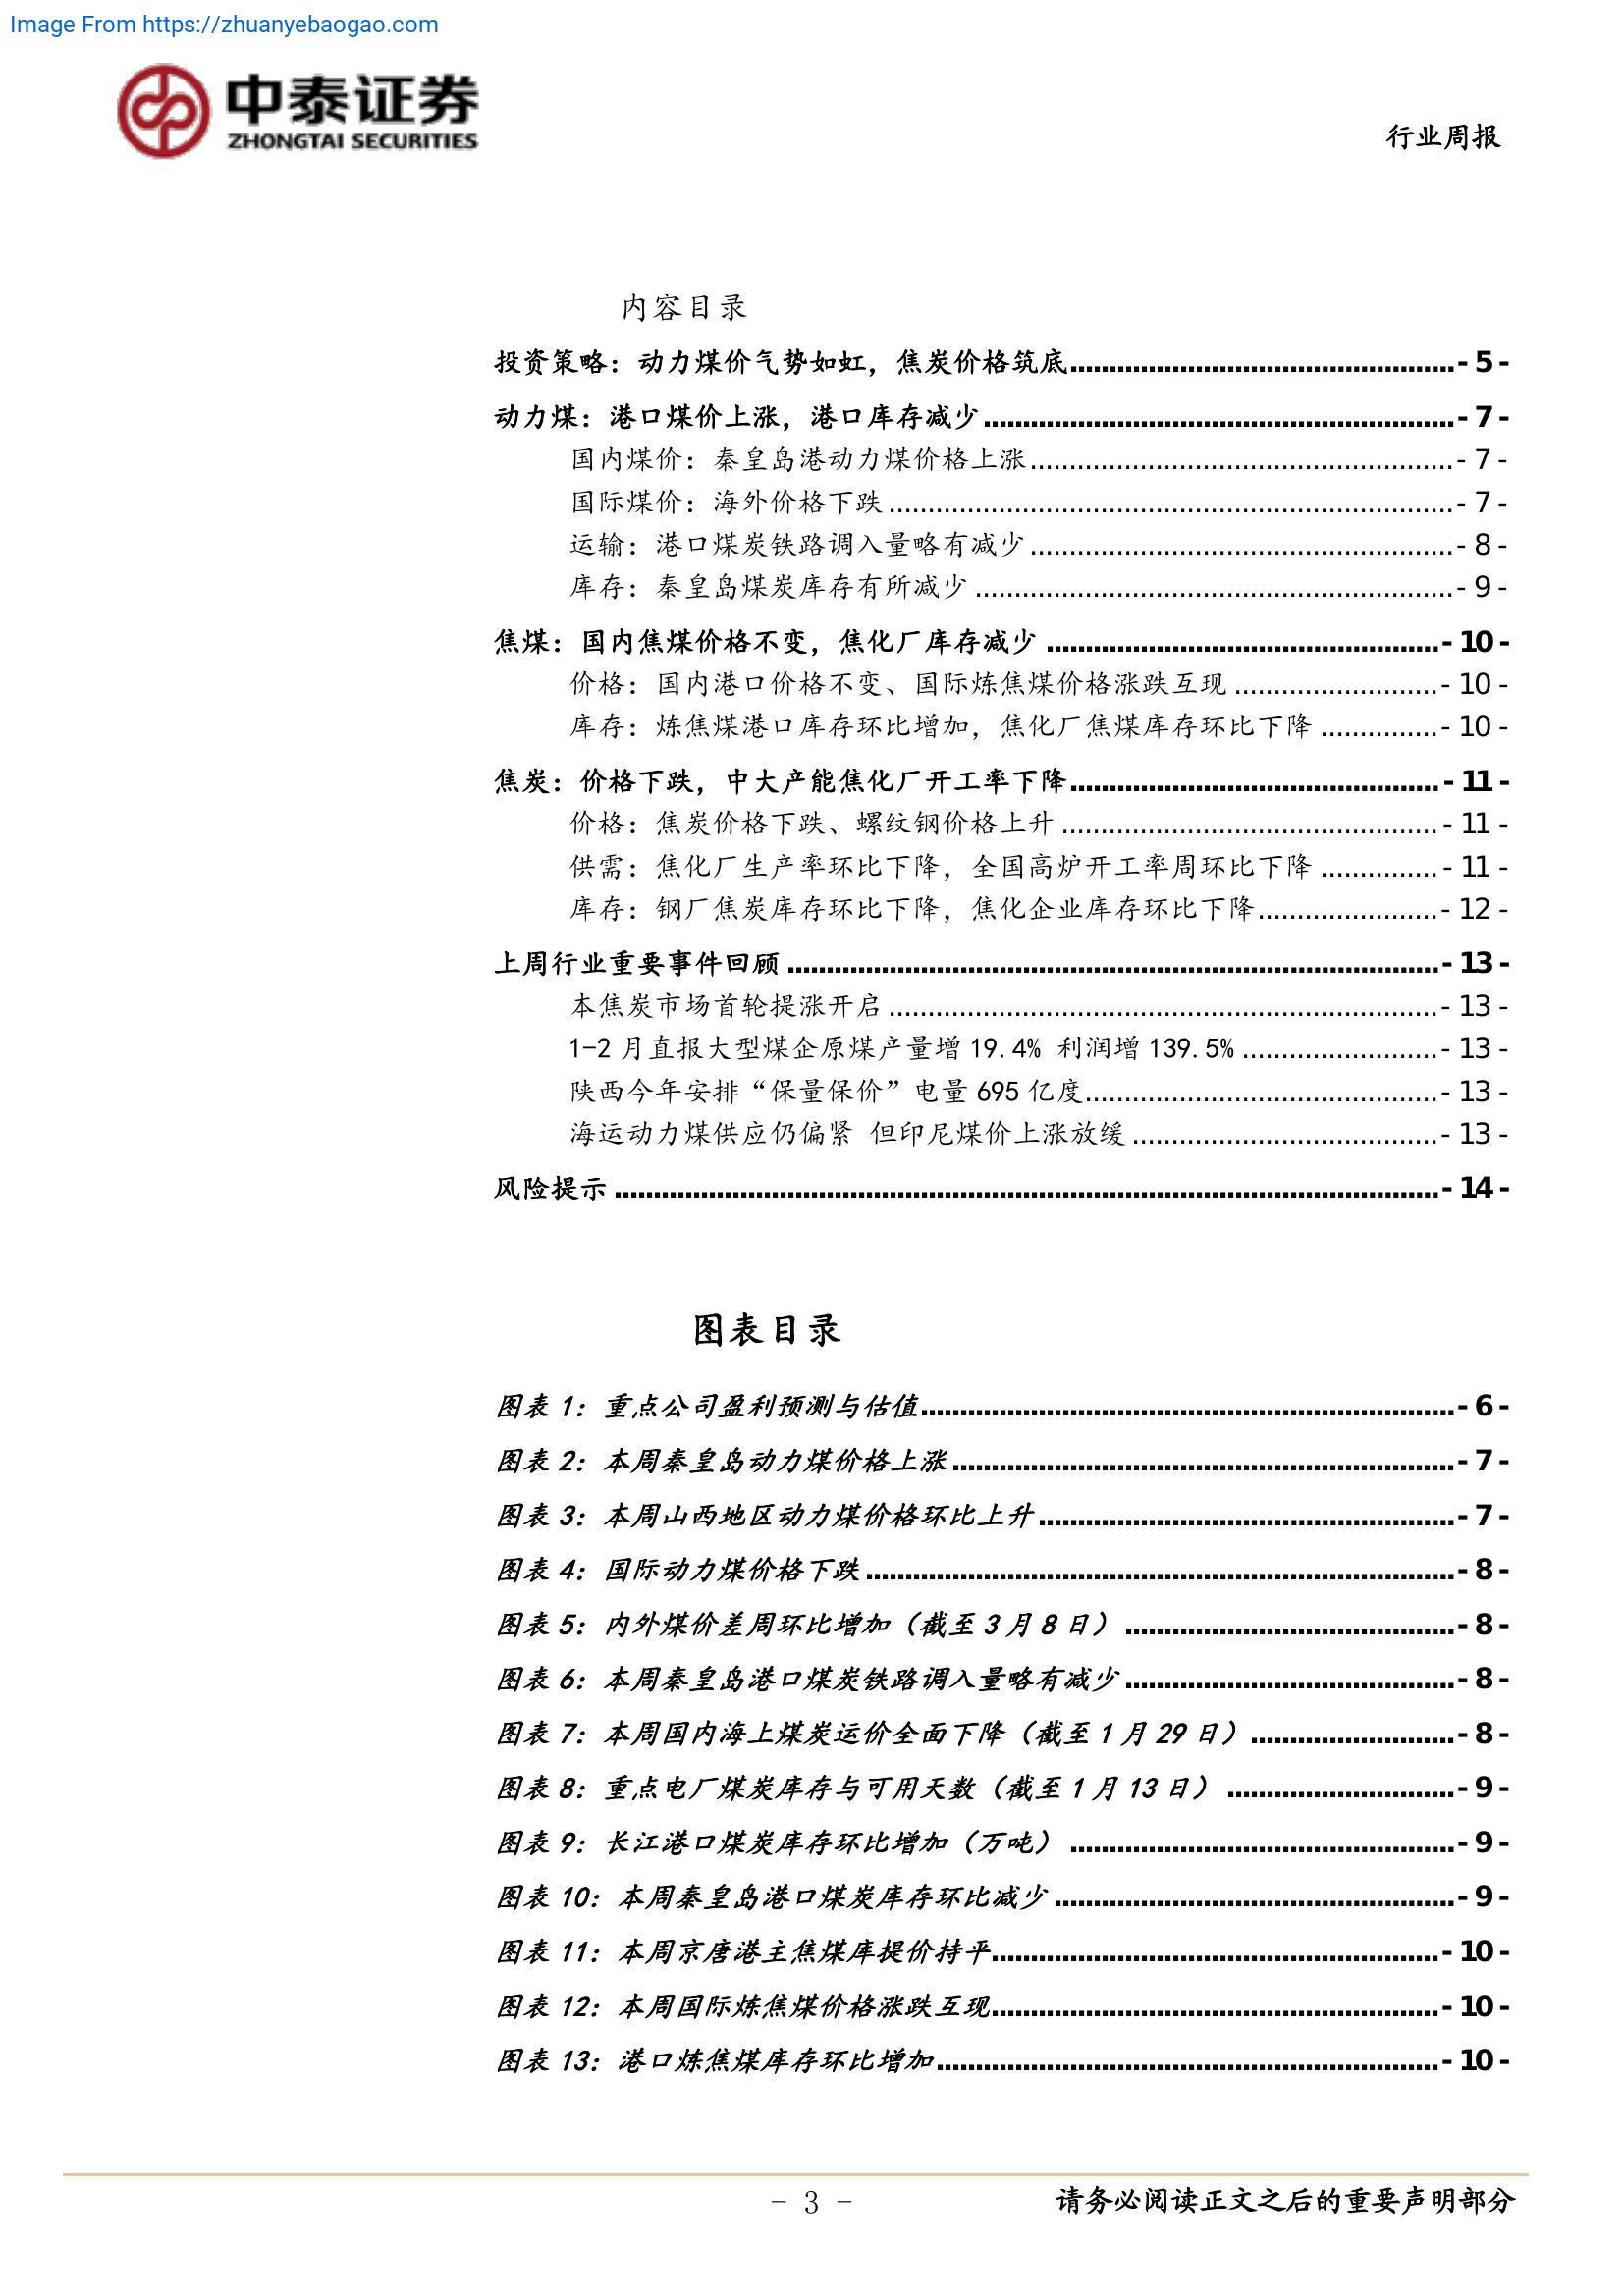 Image From https://zhuanyebaogao.com
中泰证券
ZHONGTAI SECURITIES
行业周报
内容目录
投资策略：动力煤价气势如虹，焦炭价格筑底................................................- 5 -
动力煤：港口煤价上涨，港口库存减少...........................................................- 7 -
国内煤价：秦皇岛港动力煤价格上涨.....................................................- 7 -
国际煤价：海外价格下跌.......................................................................- 7 -
运输：港口煤炭铁路调入量略有减少.....................................................- 8 -
库存：秦皇岛煤炭库存有所减少............................................................- 9 -
焦煤：国内焦煤价格不变，焦化厂库存减少.................................................- 10 -
价格：国内港口价格不变、国际炼焦煤价格涨跌互现..........................- 10 -
库存：炼焦煤港口库存环比增加，焦化厂焦煤库存环比下降...............- 10 -
焦炭：价格下跌，中大产能焦化厂开工率下降..............................................- 11 -
价格：焦炭价格下跌、螺纹钢价格上升...............................................- 11 -
供需：焦化厂生产率环比下降，全国高炉开工率周环比下降...............- 11 -
库存：钢厂焦炭库存环比下降，焦化企业库存环比下降.......................- 12 -
上周行业重要事件回顾..................................................................................- 13 -
本焦炭市场首轮提涨开启.....................................................................- 13 -
1-2 月直报大型煤企原煤产量增 19.4% 利润增 139.5%.........................- 13 -
陕西今年安排“保量保价”电量 695 亿度............................................- 13 -
海运动力煤供应仍偏紧 但印尼煤价上涨放缓......................................- 13 -
风险提示........................................................................................................- 14 -
图表目录
图表 1：重点公司盈利预测与估值...................................................................- 6 -
图表 2：本周秦皇岛动力煤价格上涨...............................................................- 7 -
图表 3：本周山西地区动力煤价格环比上升....................................................- 7 -
图表 4：国际动力煤价格下跌..........................................................................- 8 -
图表 5：内外煤价差周环比增加（截至 3 月 8 日）.........................................- 8 -
图表 6：本周秦皇岛港口煤炭铁路调入量略有减少.........................................- 8 -
图表 7：本周国内海上煤炭运价全面下降（截至 1 月 29 日）.........................- 8 -
图表 8：重点电厂煤炭库存与可用天数（截至 1 月 13 日）............................- 9 -
图表 9：长江港口煤炭库存环比增加（万吨）................................................- 9 -
图表 10：本周秦皇岛港口煤炭库存环比减少..................................................- 9 -
图表 11：本周京唐港主焦煤库提价持平........................................................- 10 -
图表 12：本周国际炼焦煤价格涨跌互现........................................................- 10 -
图表 13：港口炼焦煤库存环比增加...............................................................- 10 -
- 3 -
请务必阅读正文之后的重要声明部分